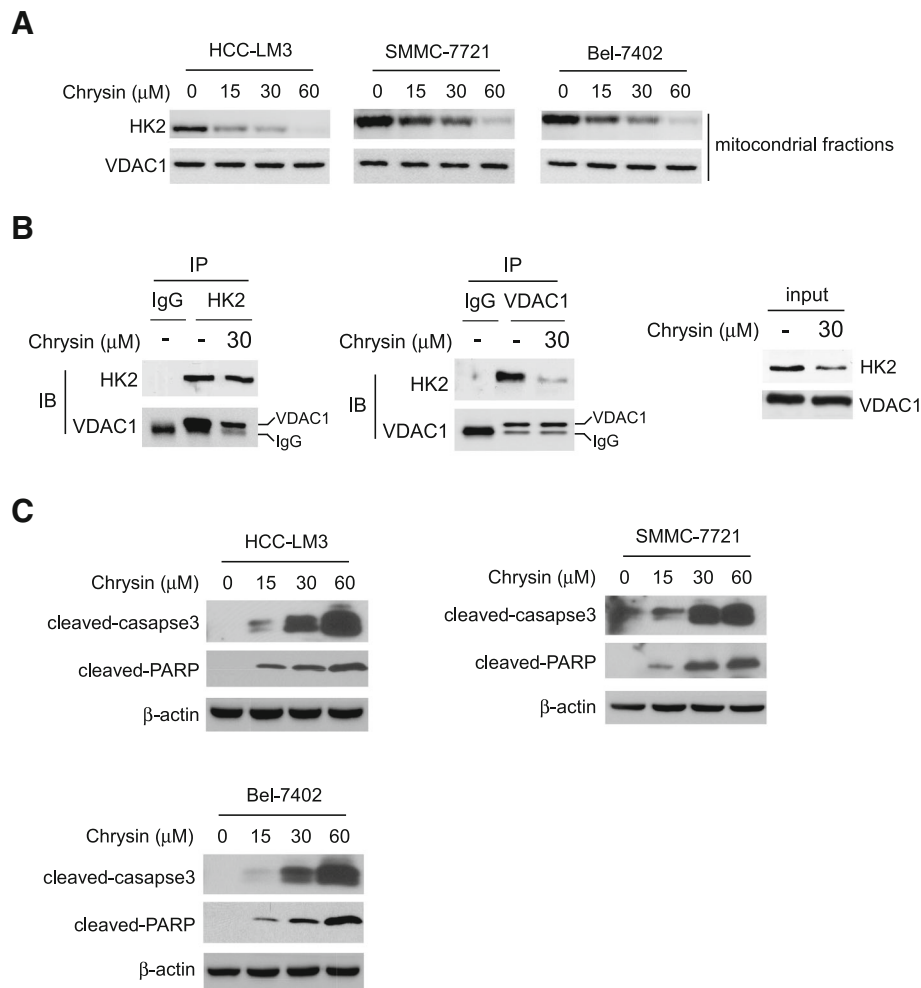 A
HCC-LM3 SMMC-7721 Bel-7402
Chrysin (μM) 0 15 30 60 0 15 30 60 0 15 30 60
HK2
VDAC1
mitocondrial fractions
B
IP
IgG HK2
Chrysin (μM) - - 30
IB
HK2
VDAC1
VDAC1
IgG
IP
IgG VDAC1
Chrysin (μM) - - 30
IB
HK2
VDAC1
VDAC1
IgG
input
Chrysin (μM) - 30
HK2
VDAC1
C
HCC-LM3
Chrysin (μM) 0 15 30 60
cleaved-casapse3
cleaved-PARP
β-actin
SMMC-7721
Chrysin (μM) 0 15 30 60
cleaved-casapse3
cleaved-PARP
β-actin
Bel-7402
Chrysin (μM) 0 15 30 60
cleaved-casapse3
cleaved-PARP
β-actin